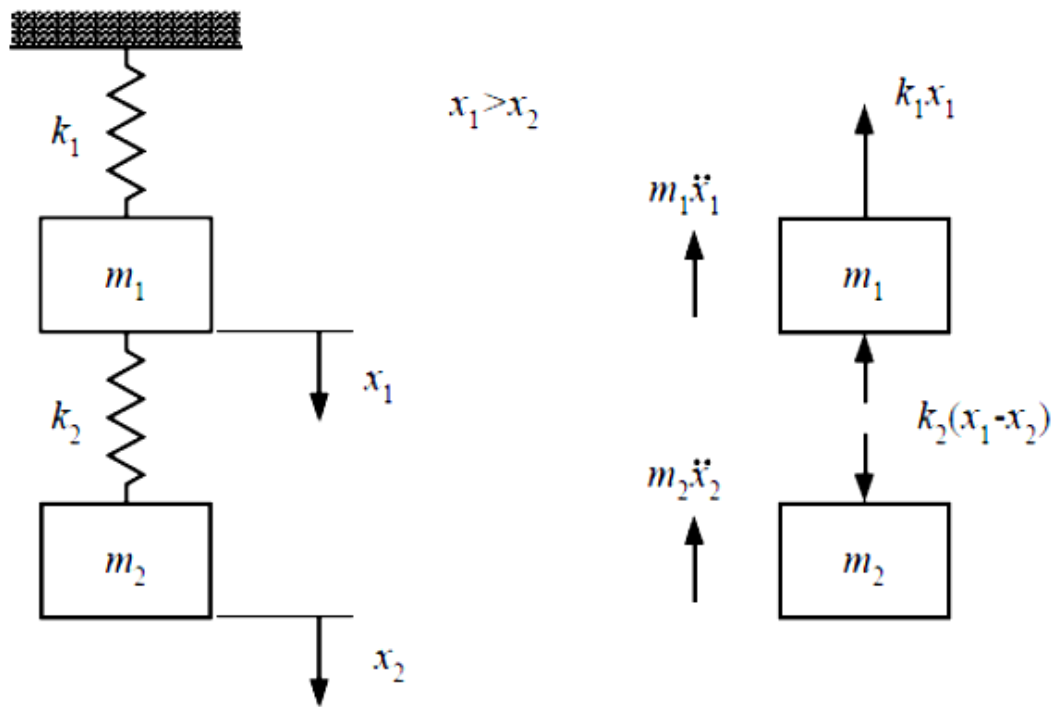 k₁
m₁
x₁
k₂
m₂
x₂
x₁>x₂
k₁x₁
m₁ẍ₁
m₁
k₂(x₁-x₂)
m₂ẍ₂
m₂